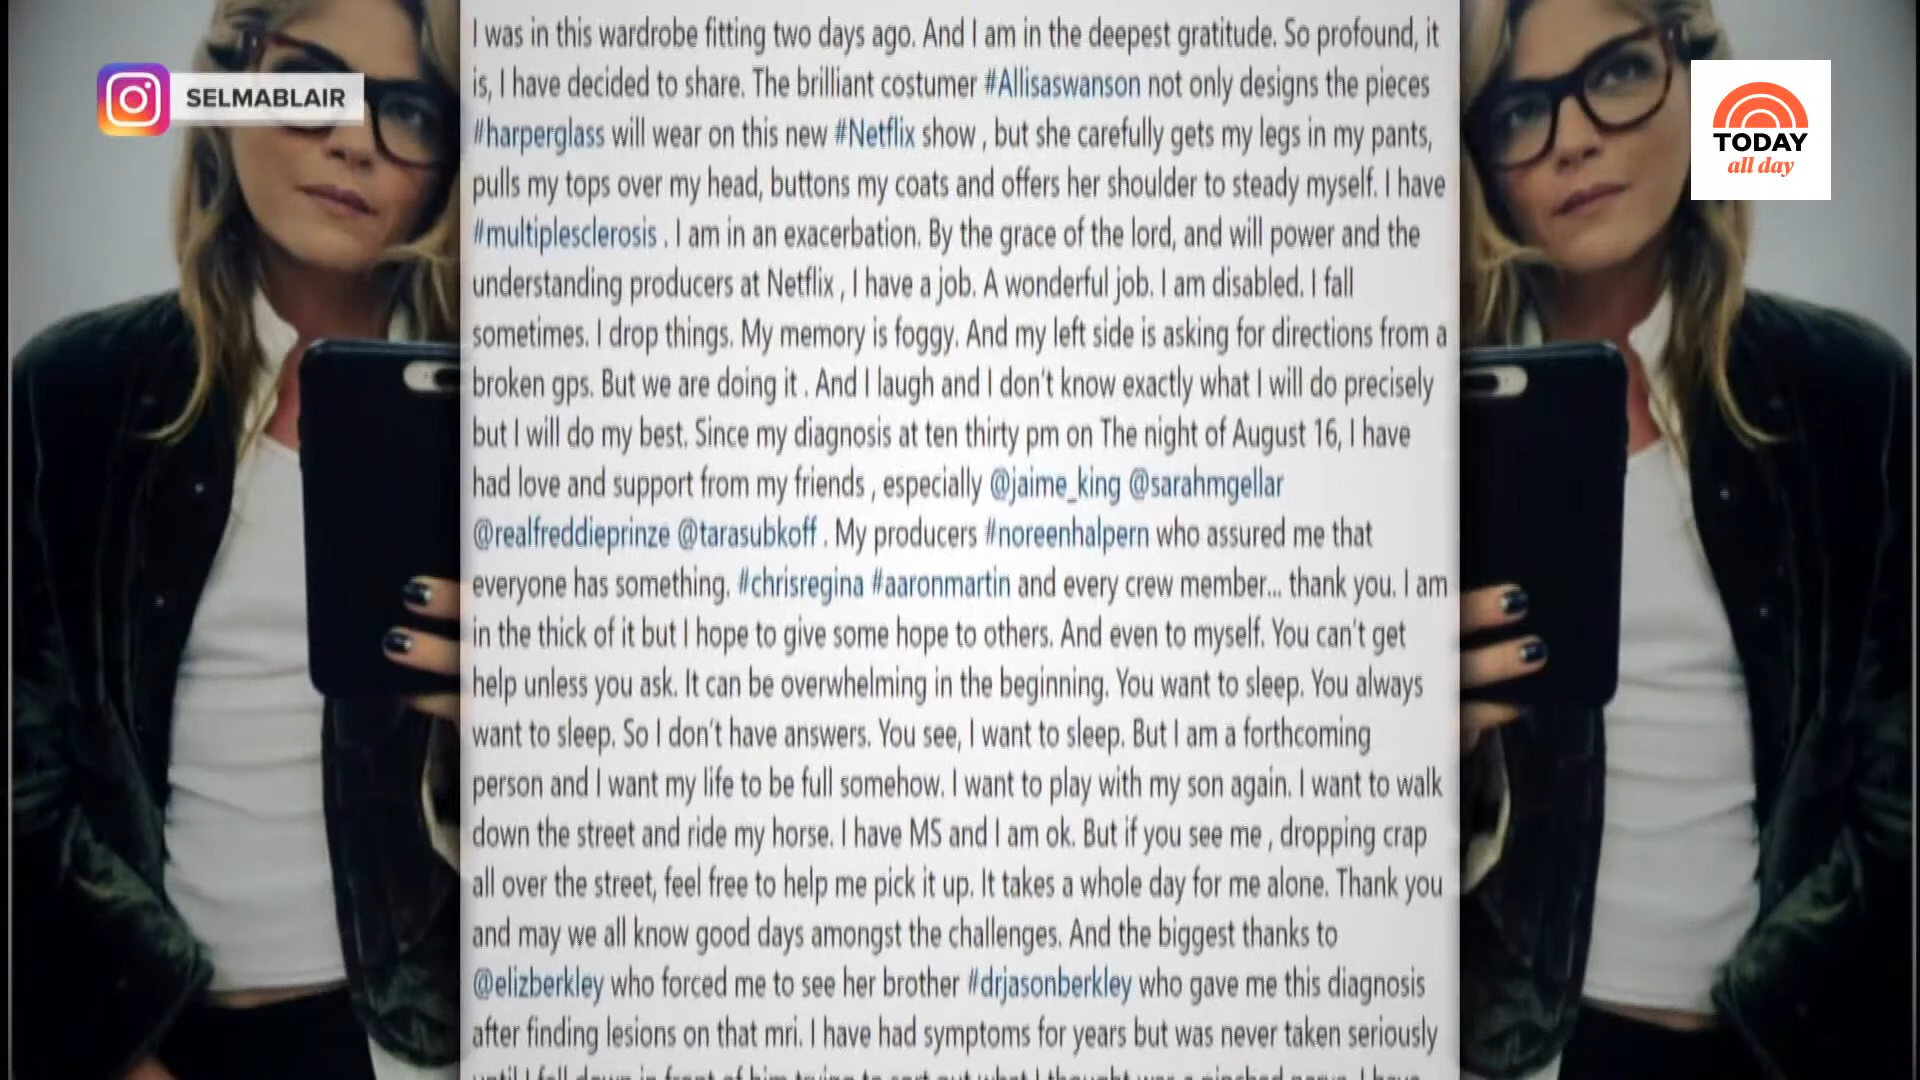 SELMABLAIR
TODAY
all day
I was in this wardrobe fitting two days ago. And I am in the deepest gratitude. So profound, it
is, I have decided to share. The brilliant costumer #Allisaswanson not only designs the pieces
#harperglass will wear on this new #Netflix show , but she carefully gets my legs in my pants,
pulls my tops over my head, buttons my coats and offers her shoulder to steady myself. I have
#multiplesclerosis . I am in an exacerbation. By the grace of the lord, and will power and the
understanding producers at Netflix , I have a job. A wonderful job. I am disabled. I fall
sometimes. I drop things. My memory is foggy. And my left side is asking for directions from a
broken gps. But we are doing it . And I laugh and I don't know exactly what I will do precisely
but I will do my best. Since my diagnosis at ten thirty pm on The night of August 16, I have
had love and support from my friends , especially @jaime_king @sarahmgellar
@realfreddieprinze @tarasubkoff . My producers #noreenhalpern who assured me that
everyone has something. #chrisregina #aaronmartin and every crew member... thank you. I am
in the thick of it but I hope to give some hope to others. And even to myself. You can't get
help unless you ask. It can be overwhelming in the beginning. You want to sleep. You always
want to sleep. So I don't have answers. You see, I want to sleep. But I am a forthcoming
person and I want my life to be full somehow. I want to play with my son again. I want to walk
down the street and ride my horse. I have MS and I am ok. But if you see me , dropping crap
all over the street, feel free to help me pick it up. It takes a whole day for me alone. Thank you
and may we all know good days amongst the challenges. And the biggest thanks to
@elizberkley who forced me to see her brother #drjasonberkley who gave me this diagnosis
after finding lesions on that mri. I have had symptoms for years but was never taken seriously
until I fell down in front of him trying to sort out what I thought was a pinched nerve. I have